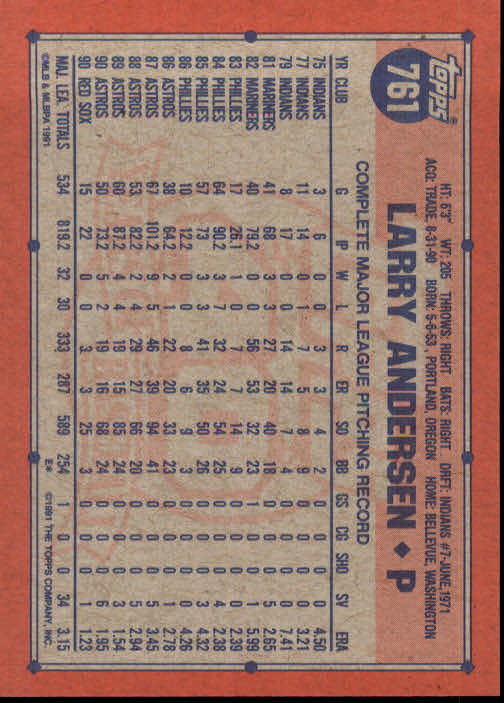 topps®
761
HT: 6'3" WT: 205 THROWS: RIGHT BATS: RIGHT DRFT: INDIANS #7-JUNE 1971
ACQ: TRADE 8-31-90 BORN: 5-6-53, PORTLAND, OREGON HOME: BELLEVUE, WASHINGTON
LARRY ANDERSEN ◆ P
COMPLETE MAJOR LEAGUE PITCHING RECORD
YR CLUB G IP W L R ER SO BB GS CG SHO SV ERA
75 INDIANS 3 6 0 0 3 3 4 2 0 0 0 0 4.50
77 INDIANS 11 14 0 1 7 5 8 9 0 0 0 0 3.21
79 INDIANS 8 17 0 0 14 14 7 4 0 0 0 0 7.41
81 MARINERS 41 68 3 3 27 20 40 18 0 0 0 5 2.65
82 MARINERS 40 79.2 0 0 56 53 32 23 1 0 0 1 5.99
83 PHILLIES 17 26.1 1 0 7 7 14 9 0 0 0 0 2.39
84 PHILLIES 64 90.2 3 7 32 24 54 25 0 0 0 4 2.38
85 PHILLIES 57 73 3 3 41 35 50 26 0 0 0 3 4.32
86 PHILLIES 10 12.2 0 0 8 6 9 3 0 0 0 0 4.26
86 ASTROS 38 64.2 2 1 22 20 33 23 0 0 0 1 2.78
87 ASTROS 67 101.2 9 5 46 39 94 41 0 0 0 5 3.45
88 ASTROS 53 82.2 2 4 29 27 66 20 0 0 0 5 2.94
89 ASTROS 60 87.2 4 4 19 15 85 24 0 0 0 3 1.54
90 ASTROS 50 73.2 5 2 19 16 68 24 0 0 0 6 1.95
90 RED SOX 15 22 0 0 3 3 25 3 0 0 0 1 1.23
MAJ. LEA. TOTALS 534 819.2 32 30 333 287 589 254 1 0 0 34 3.15
©MLB & MLBPA 1991 E* ©1991 THE TOPPS COMPANY, INC.